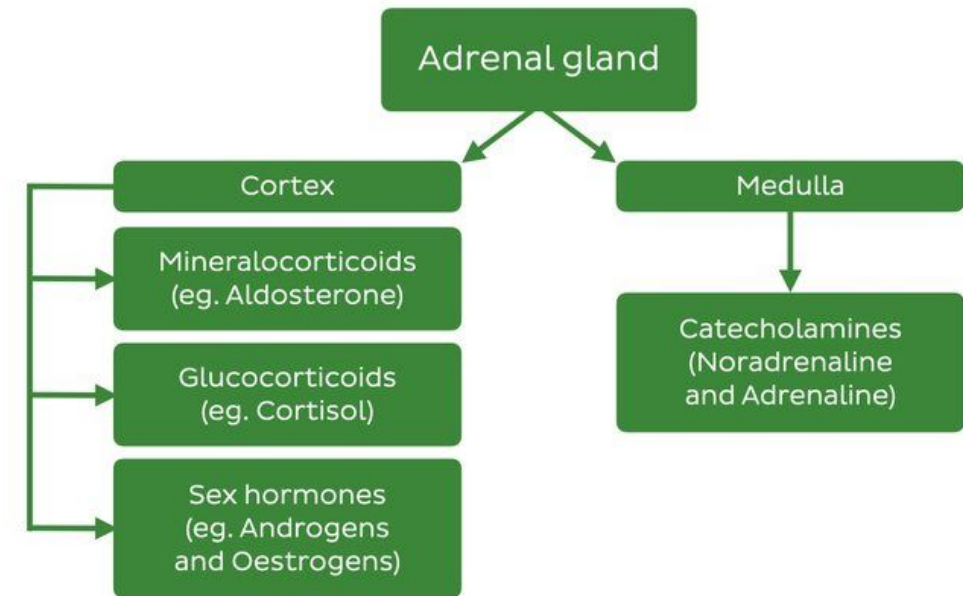 Adrenal gland
Cortex
Medulla
Mineralocorticoids
(eg. Aldosterone)
Glucocorticoids
(eg. Cortisol)
Sex hormones
(eg. Androgens
and Oestrogens)
Catecholamines
(Noradrenaline
and Adrenaline)